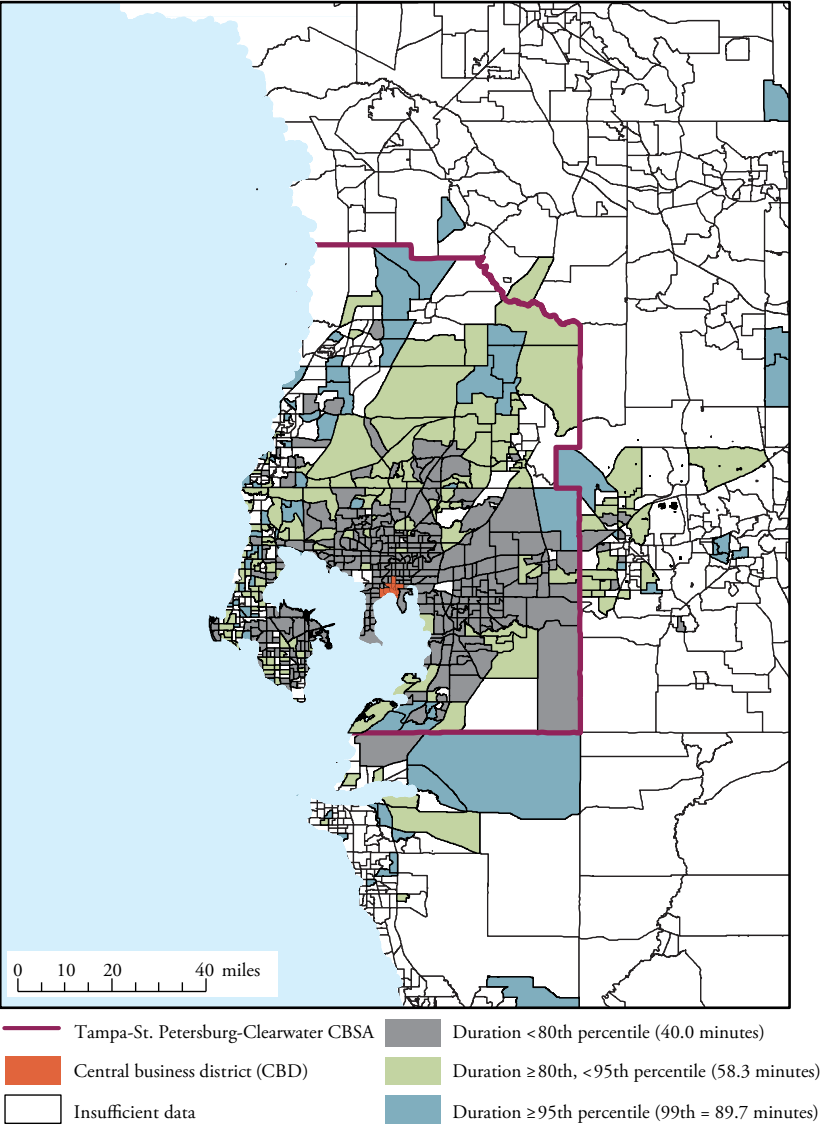 0 10 20 40 miles
Tampa-St. Petersburg-Clearwater CBSA
Central business district (CBD)
Insufficient data
Duration <80th percentile (40.0 minutes)
Duration ≥80th, <95th percentile (58.3 minutes)
Duration ≥95th percentile (99th = 89.7 minutes)